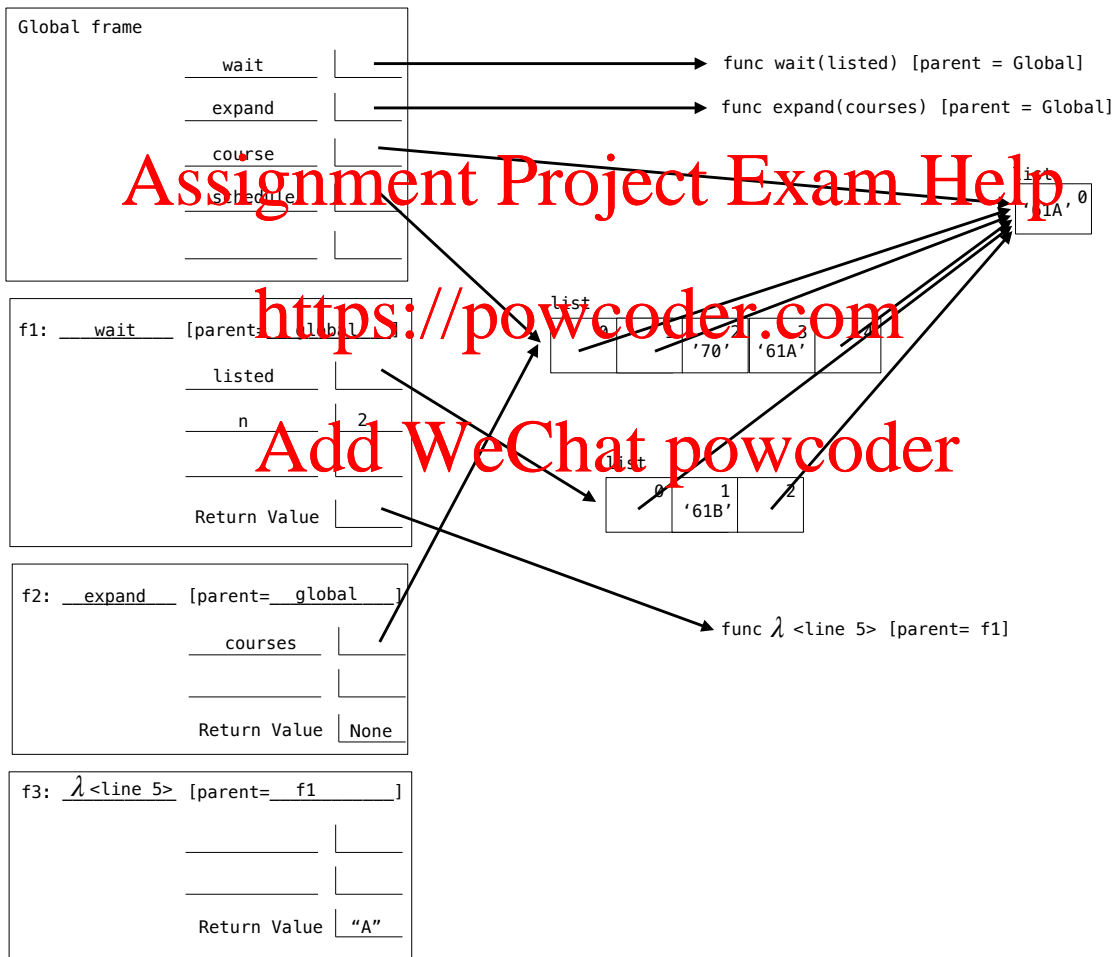 Global frame
wait
func wait(listed) [parent = Global]
expand
func expand(courses) [parent = Global]
course
Assignment Project Exam Help
list
schedule
0
'61A'
https://powcoder.com
list
f1: wait [parent= global ]
0 1 2 3 4
'70' '61A'
listed
n 2
Add WeChat powcoder
list
0 1 2
'61B'
Return Value
f2: expand [parent= global ]
func λ <line 5> [parent= f1]
courses
Return Value None
f3: λ <line 5> [parent= f1 ]
Return Value “A”